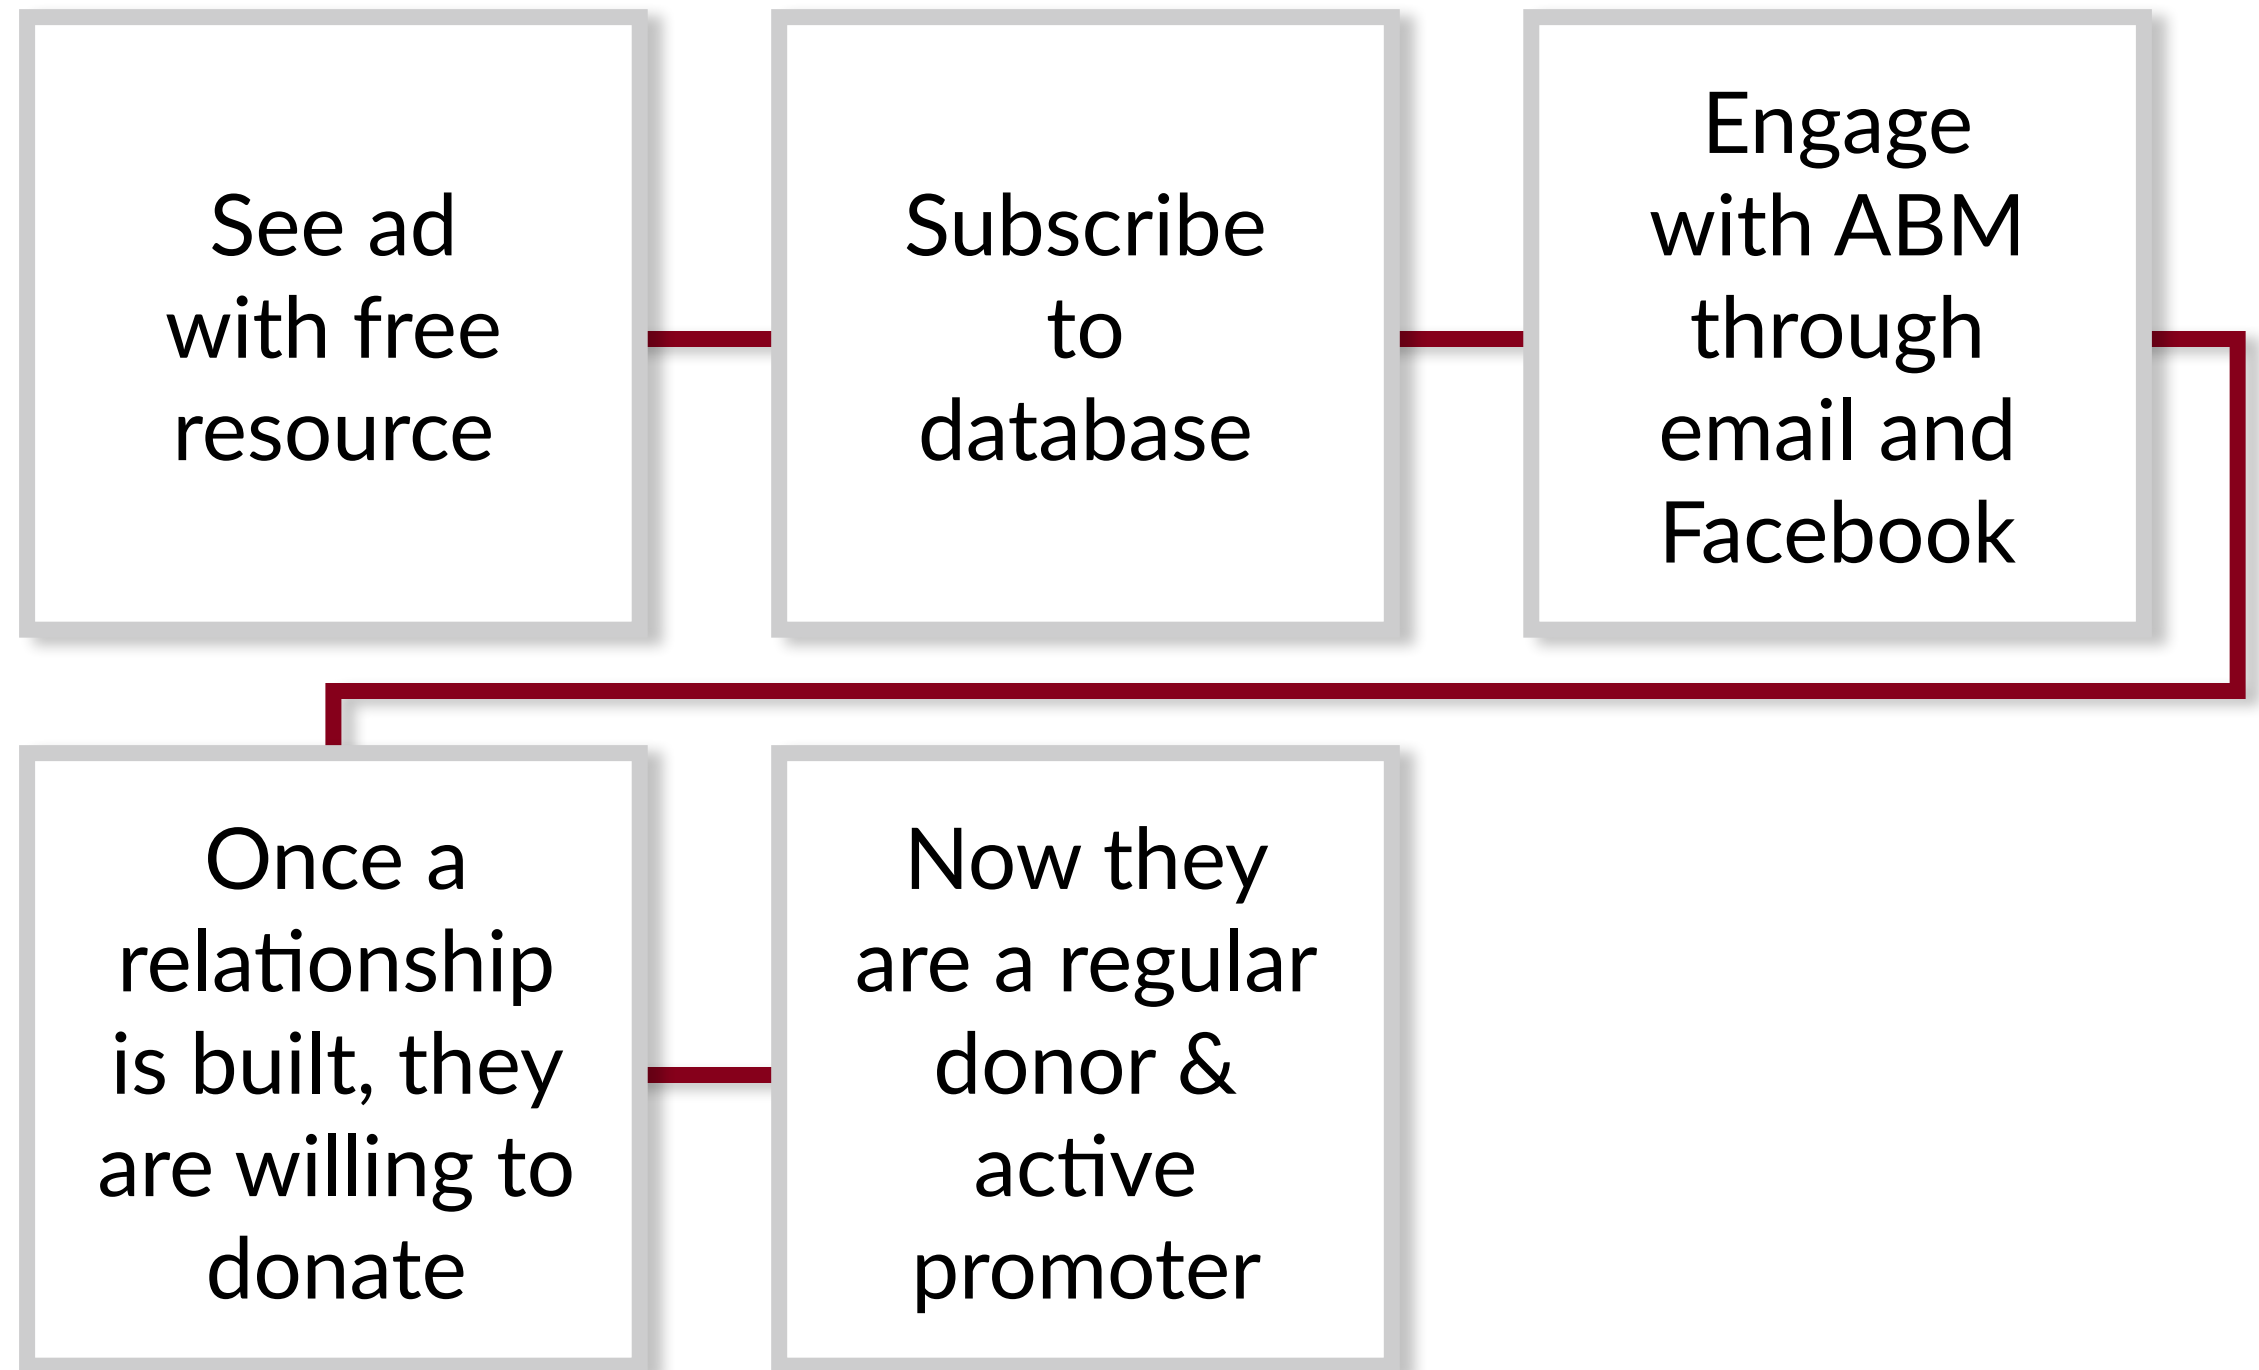 See ad
with free
resource
Subscribe
to
database
Engage
with ABM
through
email and
Facebook
Once a
relationship
is built, they
are willing to
donate
Now they
are a regular
donor &
active
promoter